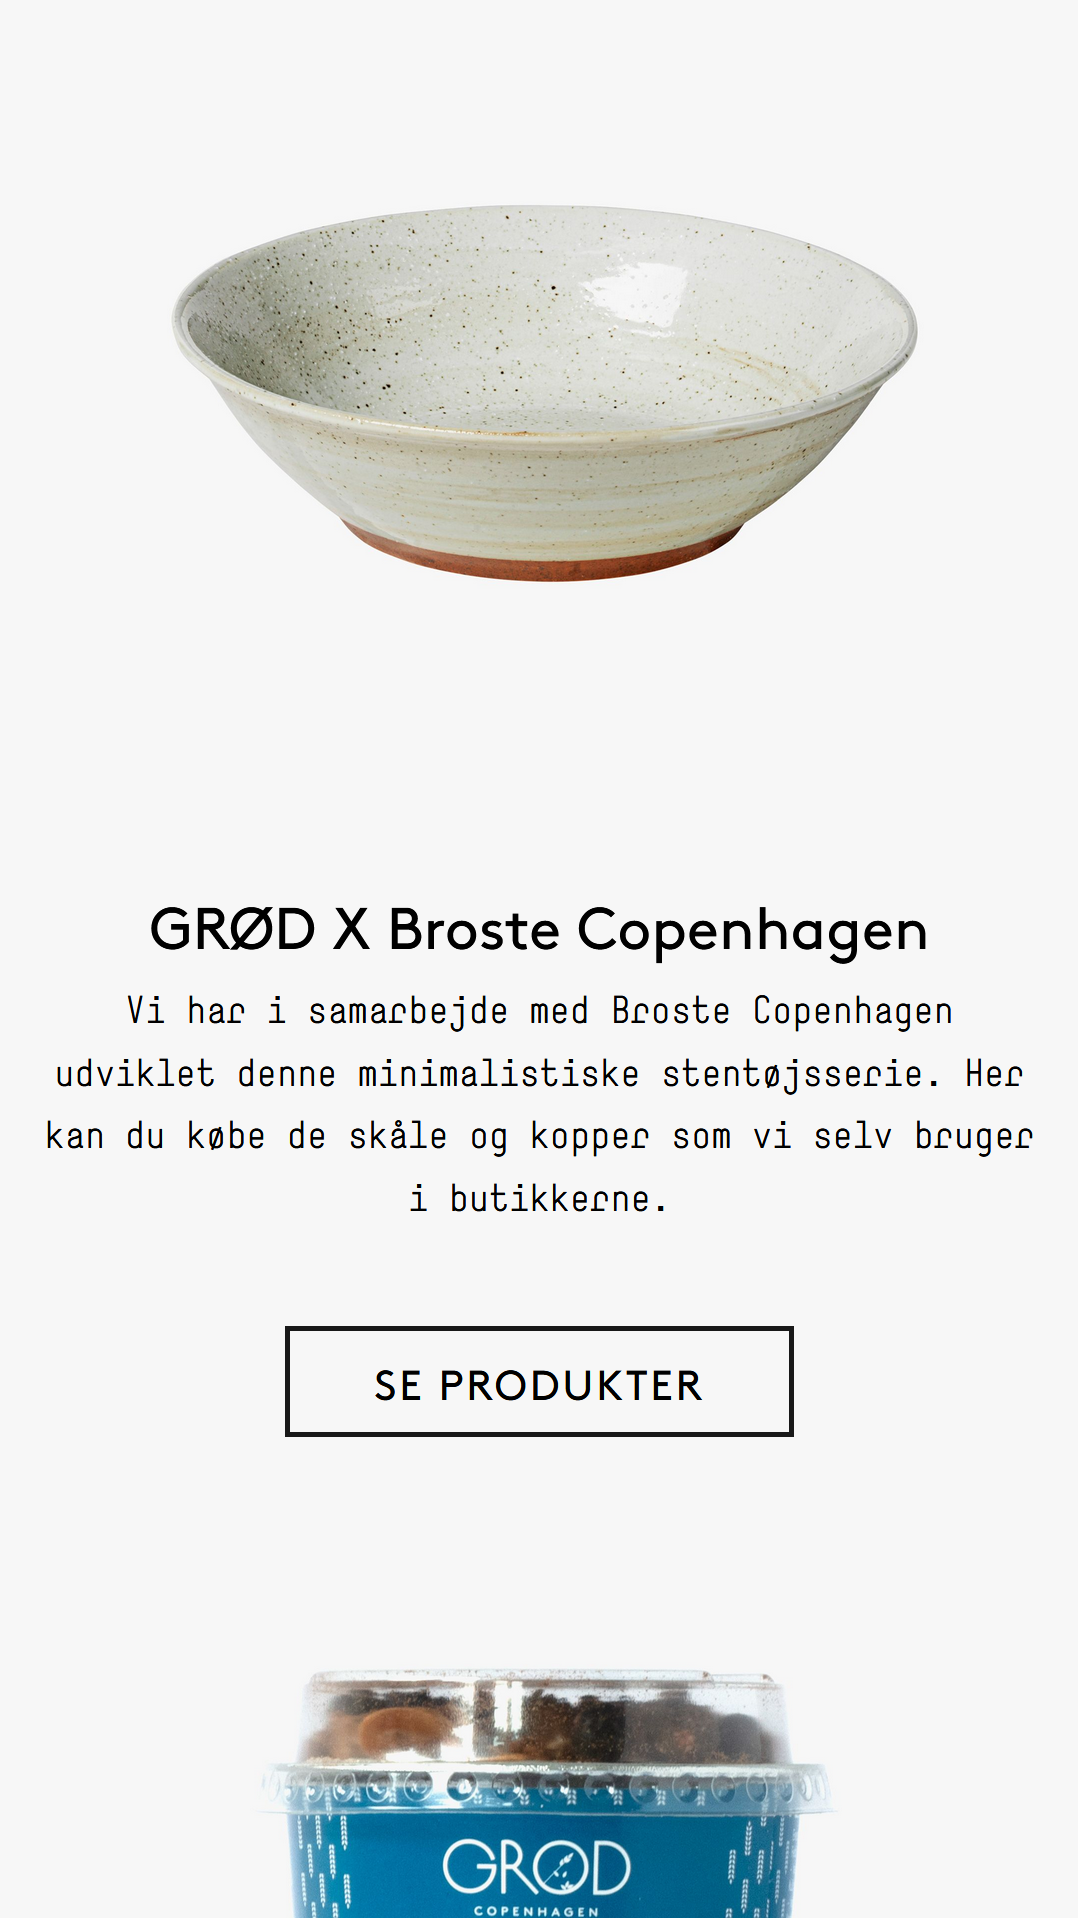 GRØD X Broste Copenhagen
Vi har i samarbejde med Broste Copenhagen
udviklet denne minimalistiske stentøjsserie. Her
kan du købe de skåle og kopper som vi selv bruger
i butikkerne.
SE PRODUKTER
GRØD
COPENHAGEN